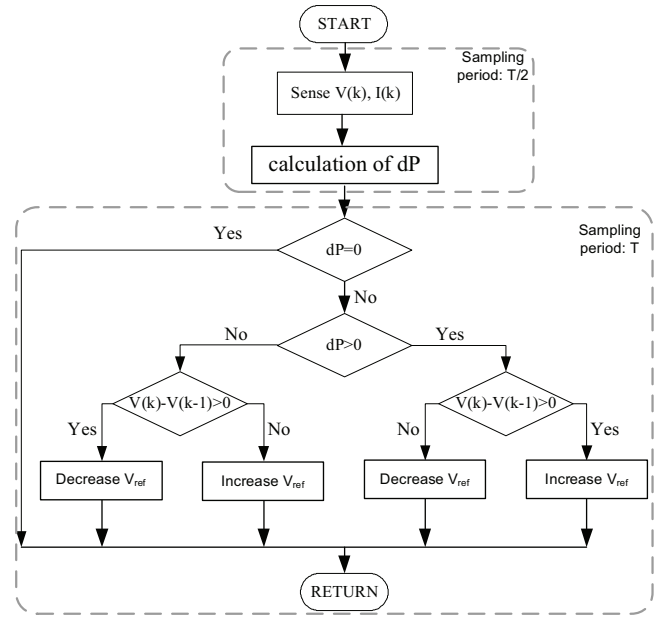 START
Sampling
period: T/2
Sense V(k), I(k)
calculation of dP
Sampling
period: T
Yes
dP=0
No
No
dP>0
Yes
V(k)-V(k-1)>0
V(k)-V(k-1)>0
Yes
No
No
Yes
Decrease Vref
Increase Vref
Decrease Vref
Increase Vref
RETURN